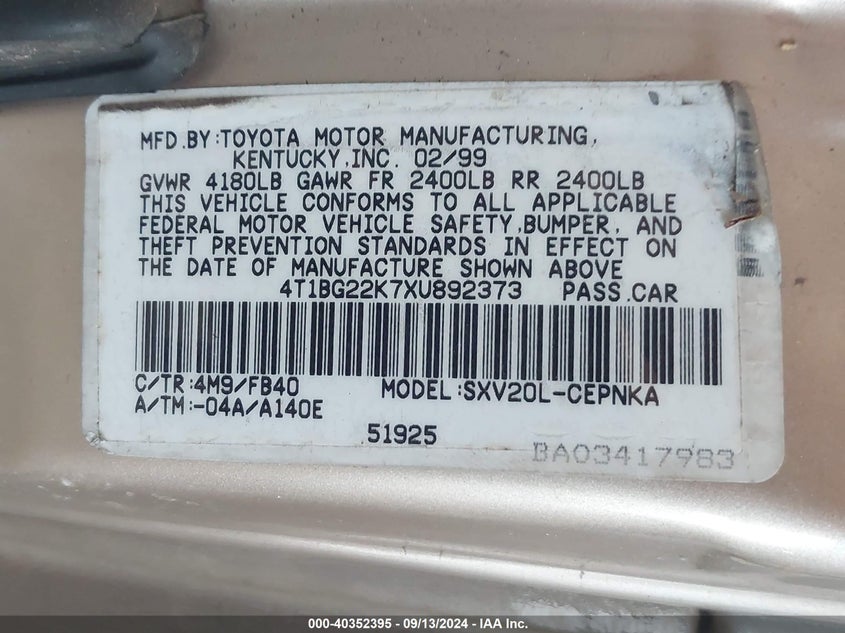 MFD.BY:TOYOTA MOTOR MANUFACTURING,
KENTUCKY,INC. 02/99
GVWR 4180LB GAWR FR 2400LB RR 2400LB
THIS VEHICLE CONFORMS TO ALL APPLICABLE
FEDERAL MOTOR VEHICLE SAFETY,BUMPER, AND
THEFT PREVENTION STANDARDS IN EFFECT ON
THE DATE OF MANUFACTURE SHOWN ABOVE
4T1BG22K7XU892373 PASS.CAR
C/TR:4M9/FB40 MODEL:SXV20L-CEPNKA
A/TM:-04A/A140E
51925
BA03417983
000-40352395 - 09/13/2024 - IAA Inc.